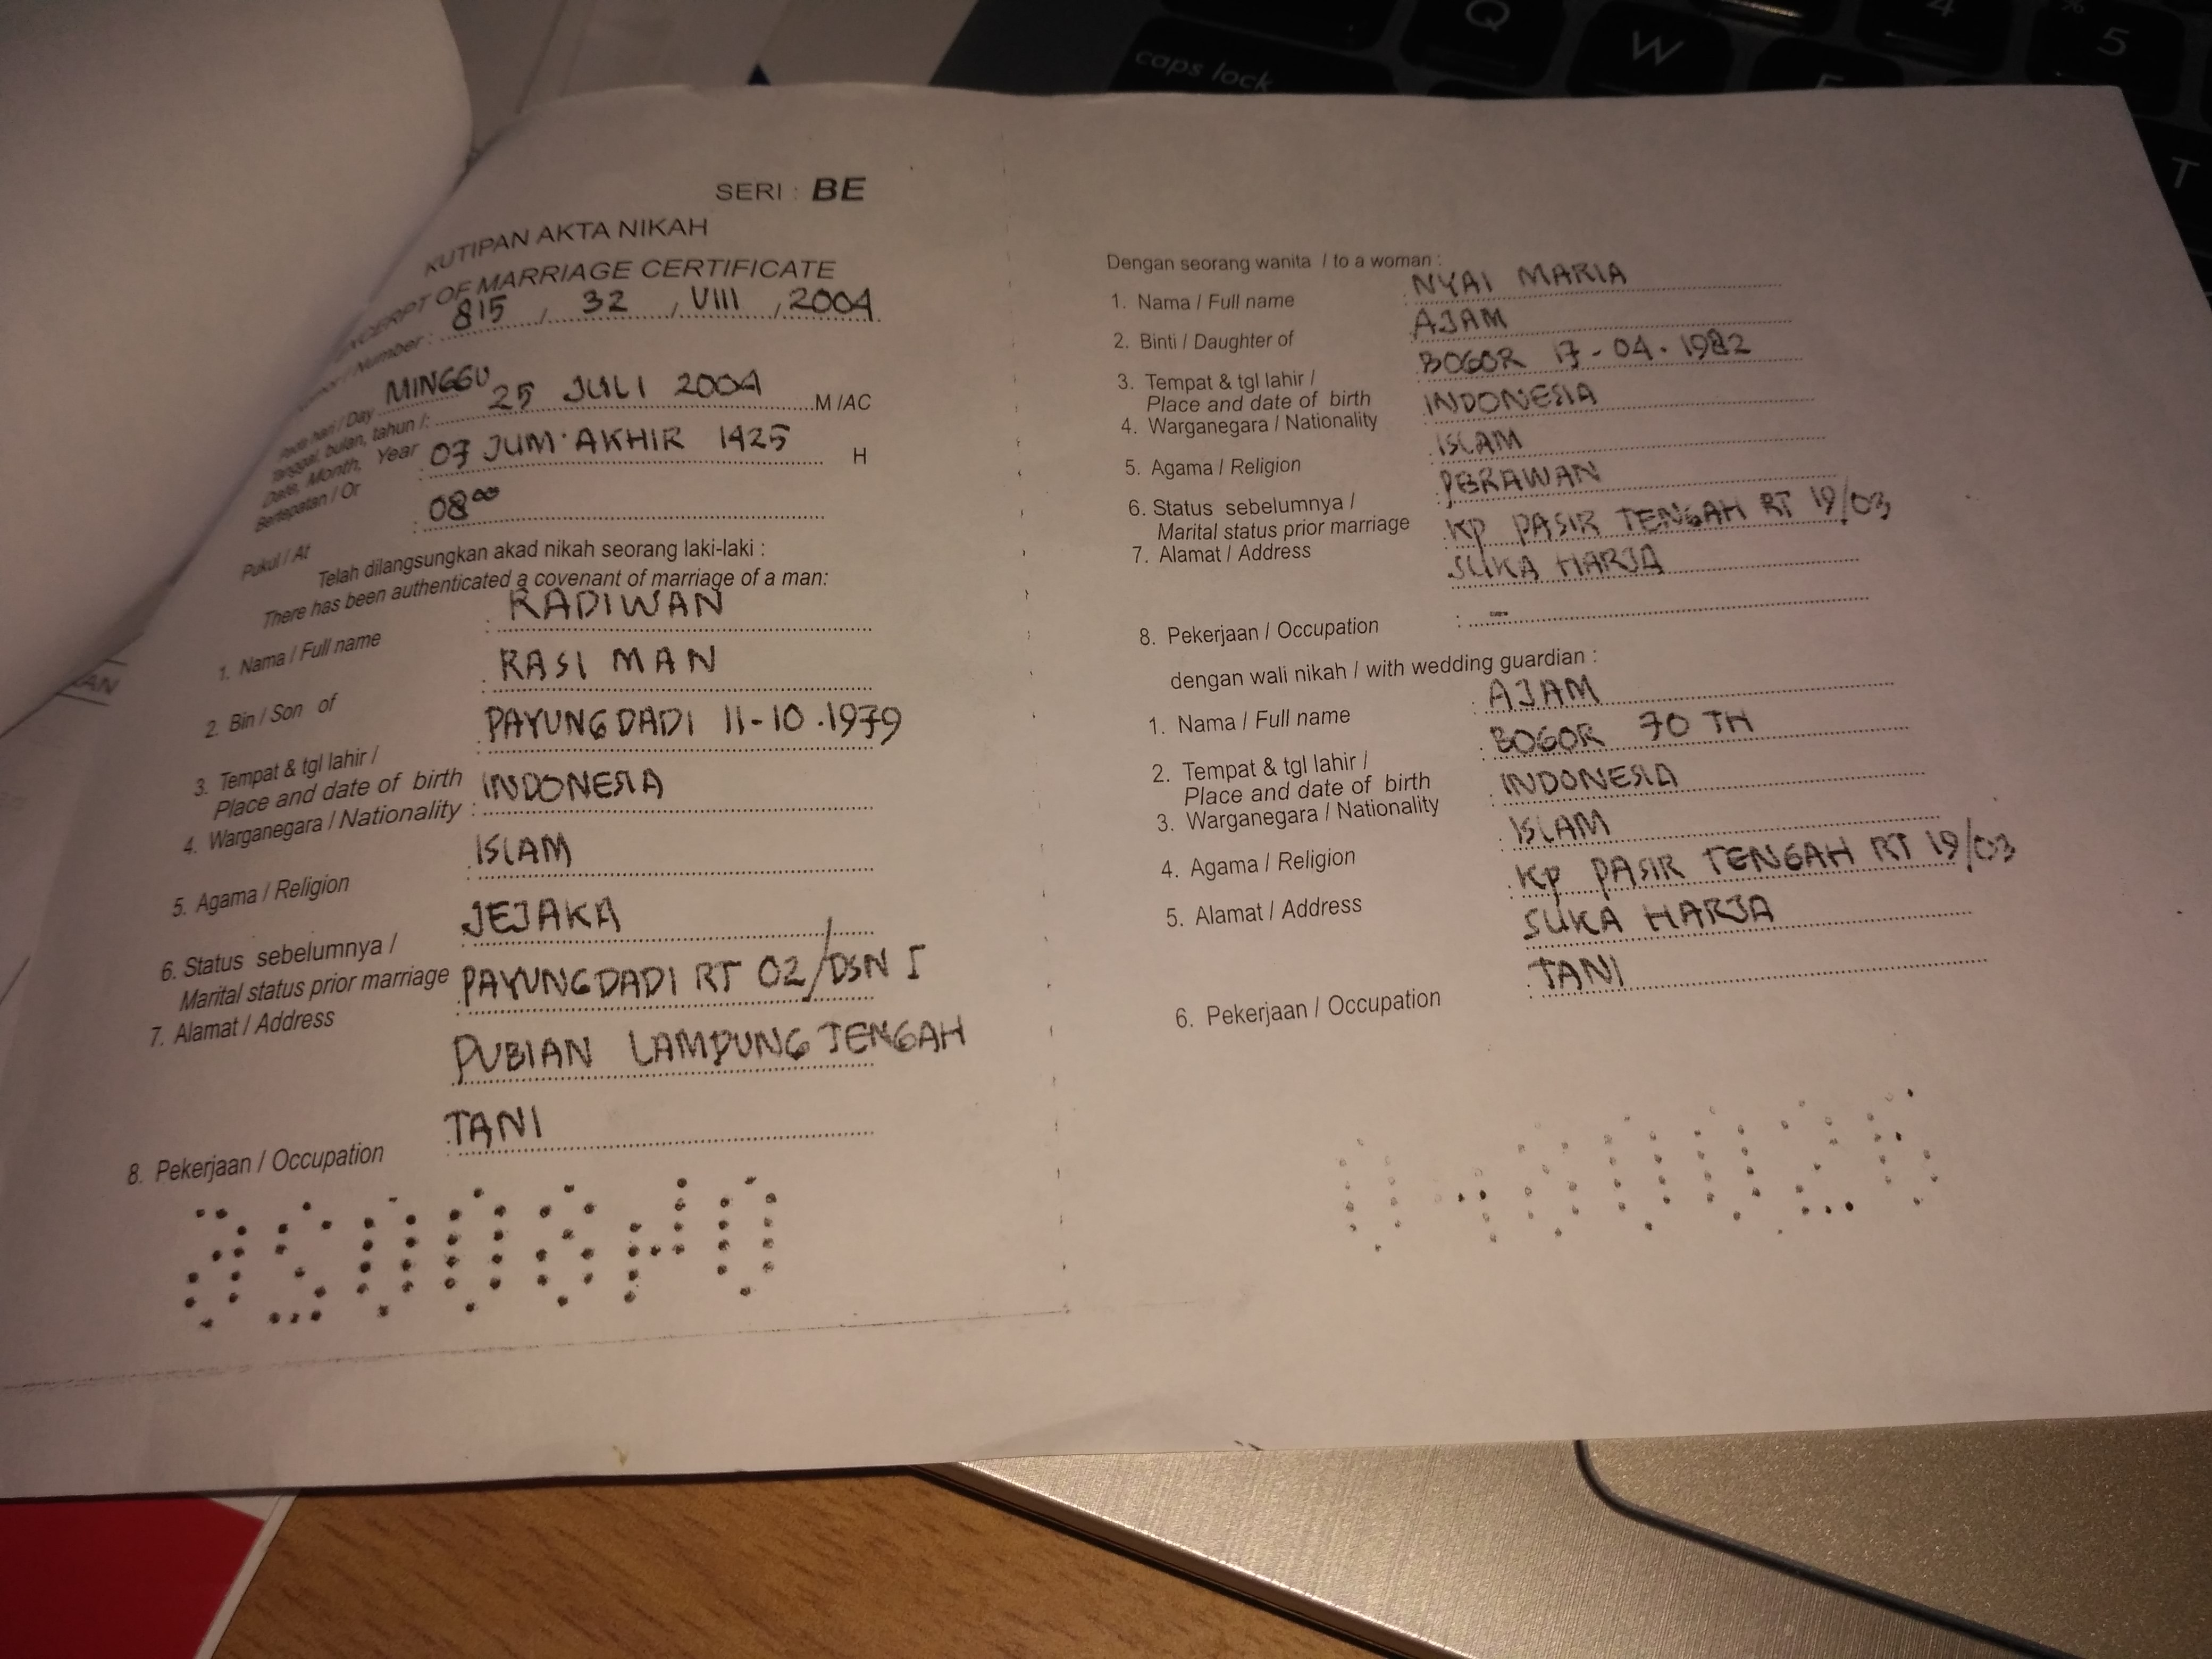 SERI : BE
KUTIPAN AKTA NIKAH
EXCERPT OF MARRIAGE CERTIFICATE
Nomor / Number : 815 / 32 / VIII / 2004
Pada hari / Day MINGGU
Tanggal, bulan, tahun /: 25 JULI 2004 M /AC
Date, Month, Year
Bertepatan / Or : 07 JUM. AKHIR 1425 H
Pukul / At : 08⁰⁰
Telah dilangsungkan akad nikah seorang laki-laki :
There has been authenticated a covenant of marriage of a man:
1. Nama / Full name : RADIWAN
2. Bin / Son of : RASI MAN
3. Tempat & tgl lahir / : PAYUNGDADI 11-10.1979
Place and date of birth
4. Warganegara / Nationality : INDONESIA
5. Agama / Religion : ISLAM
6. Status sebelumnya / : JEJAKA
Marital status prior marriage
7. Alamat / Address : PAYUNGDADI RT 02/DSN I
PUBIAN LAMPUNG TENGAH
8. Pekerjaan / Occupation : TANI
Dengan seorang wanita / to a woman :
1. Nama / Full name : NYAI MARIA
2. Binti / Daughter of : AJAM
3. Tempat & tgl lahir / : BOGOR 17-04.1982
Place and date of birth
4. Warganegara / Nationality : INDONESIA
5. Agama / Religion : ISLAM
6. Status sebelumnya / : PERAWAN
Marital status prior marriage
7. Alamat / Address : KP PASIR TENGAH RT 19/03
SUKA HARJA
8. Pekerjaan / Occupation : -
dengan wali nikah / with wedding guardian :
1. Nama / Full name : AJAM
2. Tempat & tgl lahir / : BOGOR 70 TH
Place and date of birth
3. Warganegara / Nationality : INDONESIA
4. Agama / Religion : ISLAM
5. Alamat / Address : KP PASIR TENGAH RT 19/03
SUKA HARJA
6. Pekerjaan / Occupation : TANI
caps lock
Q
W
4
5
T